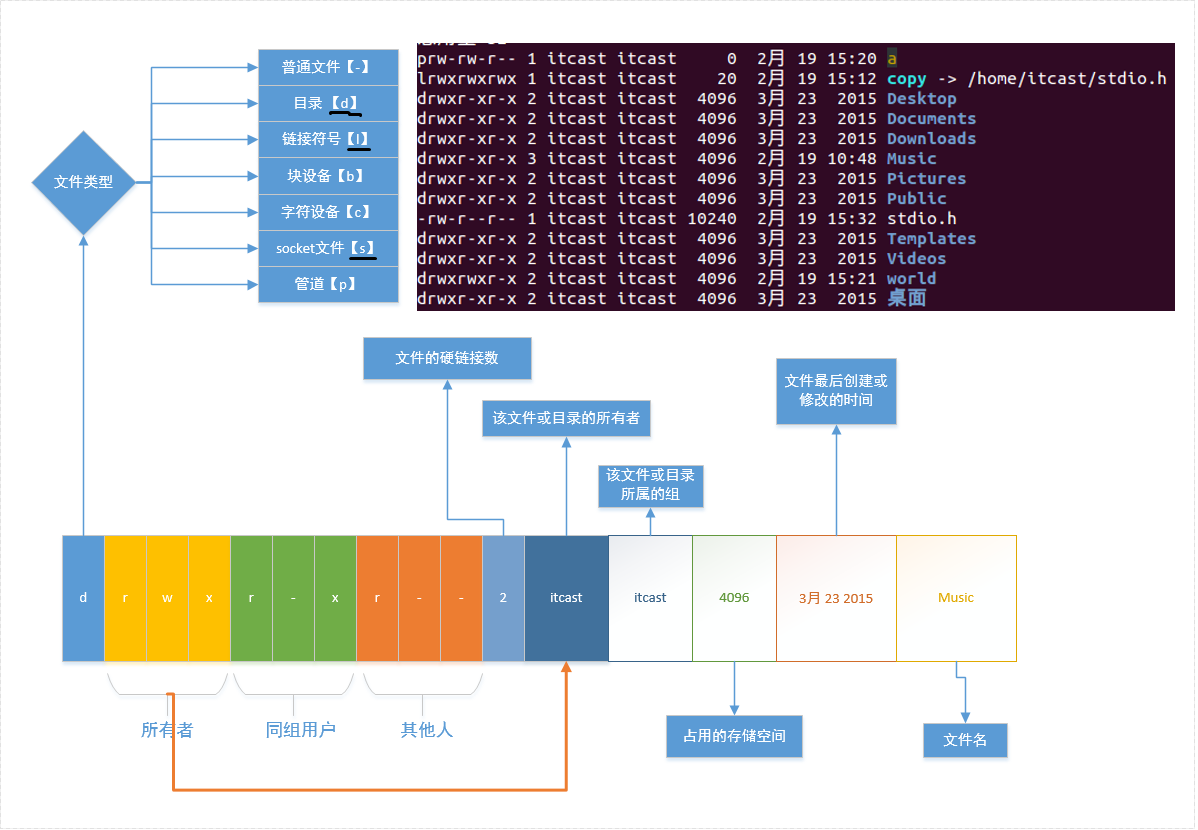 普通文件【-】
目录【d】
链接符号【l】
块设备【b】
字符设备【c】
socket文件【s】
管道【p】
文件类型
prw-rw-r-- 1 itcast itcast 0 2月 19 15:20 a
lrwxrwxrwx 1 itcast itcast 20 2月 19 15:12 copy -> /home/itcast/stdio.h
drwxr-xr-x 2 itcast itcast 4096 3月 23 2015 Desktop
drwxr-xr-x 2 itcast itcast 4096 3月 23 2015 Documents
drwxr-xr-x 2 itcast itcast 4096 3月 23 2015 Downloads
drwxr-xr-x 3 itcast itcast 4096 2月 19 10:48 Music
drwxr-xr-x 2 itcast itcast 4096 3月 23 2015 Pictures
drwxr-xr-x 2 itcast itcast 4096 3月 23 2015 Public
-rw-r--r-- 1 itcast itcast 10240 2月 19 15:32 stdio.h
drwxr-xr-x 2 itcast itcast 4096 3月 23 2015 Templates
drwxr-xr-x 2 itcast itcast 4096 3月 23 2015 Videos
drwxrwxr-x 2 itcast itcast 4096 2月 19 15:21 world
drwxr-xr-x 2 itcast itcast 4096 3月 23 2015 桌面
文件的硬链接数
该文件或目录的所有者
该文件或目录
所属的组
文件最后创建或
修改的时间
d r w x r - x r - - 2 itcast itcast 4096 3月 23 2015 Music
所有者 同组用户 其他人
占用的存储空间
文件名